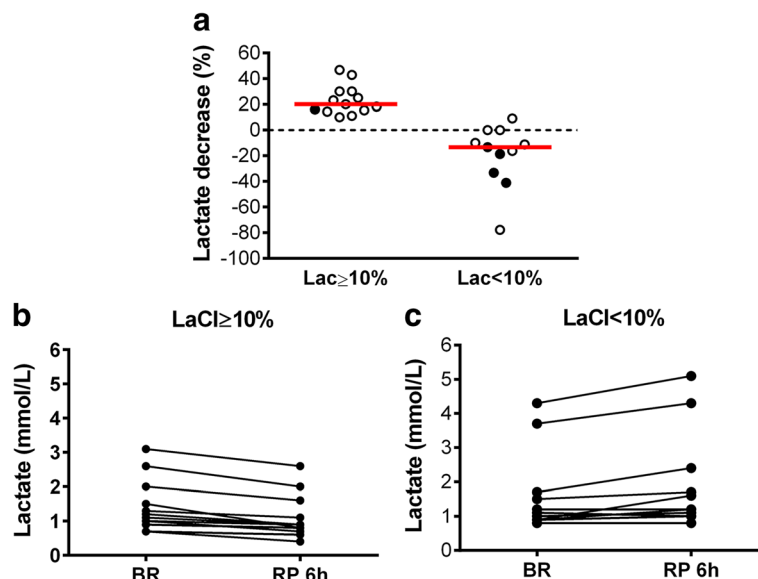 a
Lactate decrease (%)
60
40
20
0
-20
-40
-60
-80
-100
Lac≥10%
Lac<10%
b
LaCl≥10%
Lactate (mmol/L)
6
5
4
3
2
1
0
BR
RP 6h
c
LaCl<10%
Lactate (mmol/L)
6
5
4
3
2
1
0
BR
RP 6h